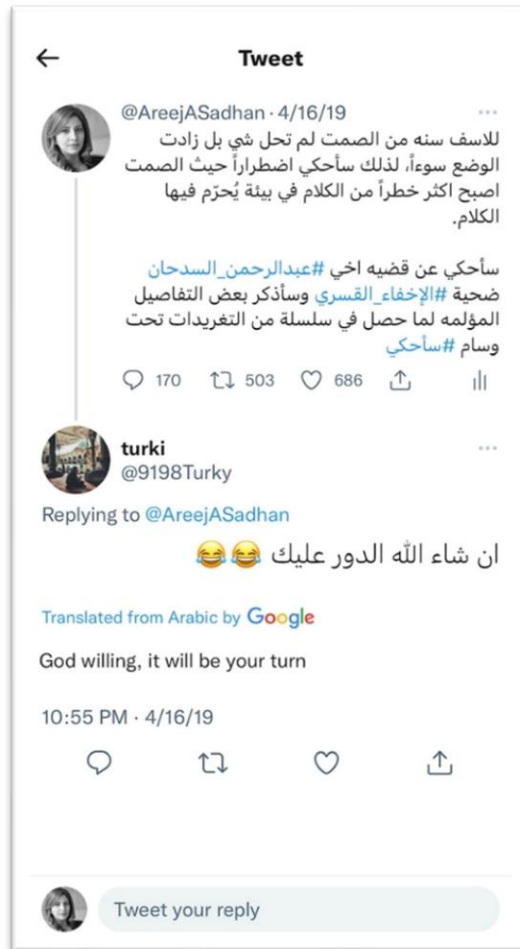 Tweet
@AreejASadhan · 4/16/19
للاسف سنه من الصمت لم تحل شي بل زادت
الوضع سوءاً، لذلك سأحكي اضطراراً حيث الصمت
اصبح اكثر خطراً من الكلام في بيئة يُحرّم فيها
الكلام.
سأحكي عن قضيه اخي #عبدالرحمن_السدحان
ضحية #الإخفاء_القسري وسأذكر بعض التفاصيل
المؤلمه لما حصل في سلسلة من التغريدات تحت
وسام #سأحكي
170 503 686
turki
@9198Turky
Replying to @AreejASadhan
ان شاء الله الدور عليك 😂😂
Translated from Arabic by Google
God willing, it will be your turn
10:55 PM · 4/16/19
Tweet your reply